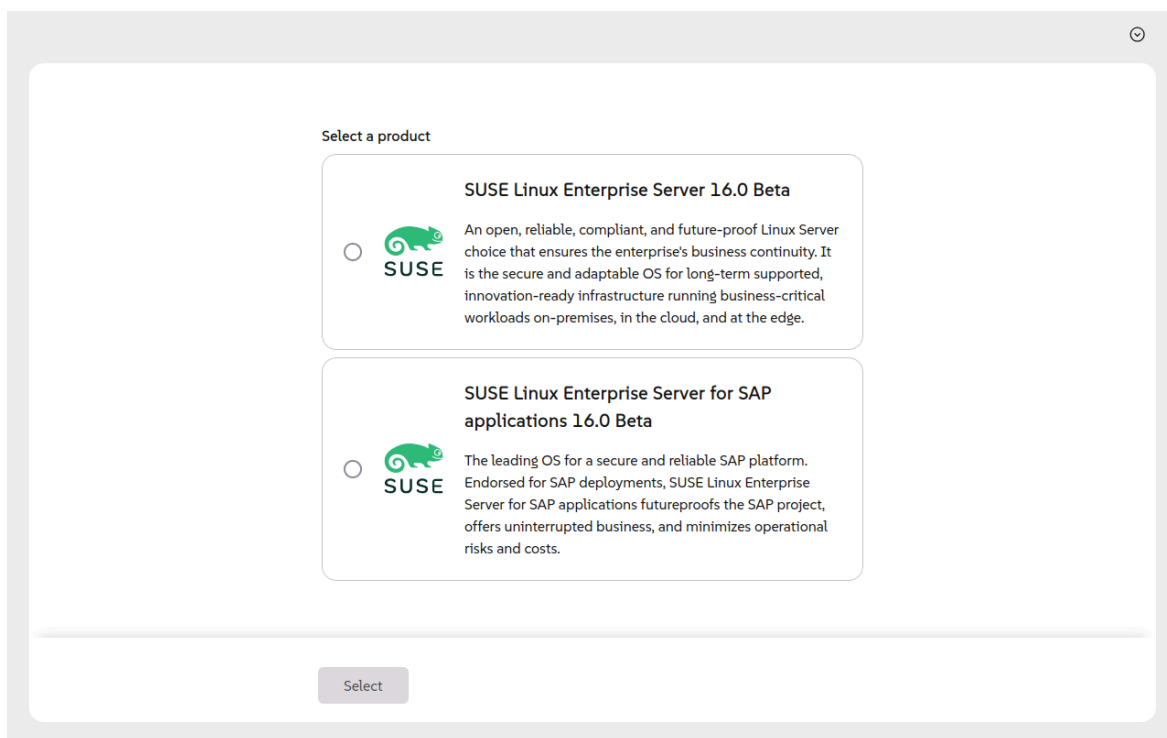 Select a product
SUSE Linux Enterprise Server 16.0 Beta
An open, reliable, compliant, and future-proof Linux Server
choice that ensures the enterprise's business continuity. It
is the secure and adaptable OS for long-term supported,
innovation-ready infrastructure running business-critical
workloads on-premises, in the cloud, and at the edge.
SUSE
SUSE Linux Enterprise Server for SAP
applications 16.0 Beta
The leading OS for a secure and reliable SAP platform.
Endorsed for SAP deployments, SUSE Linux Enterprise
Server for SAP applications futureproofs the SAP project,
offers uninterrupted business, and minimizes operational
risks and costs.
SUSE
Select